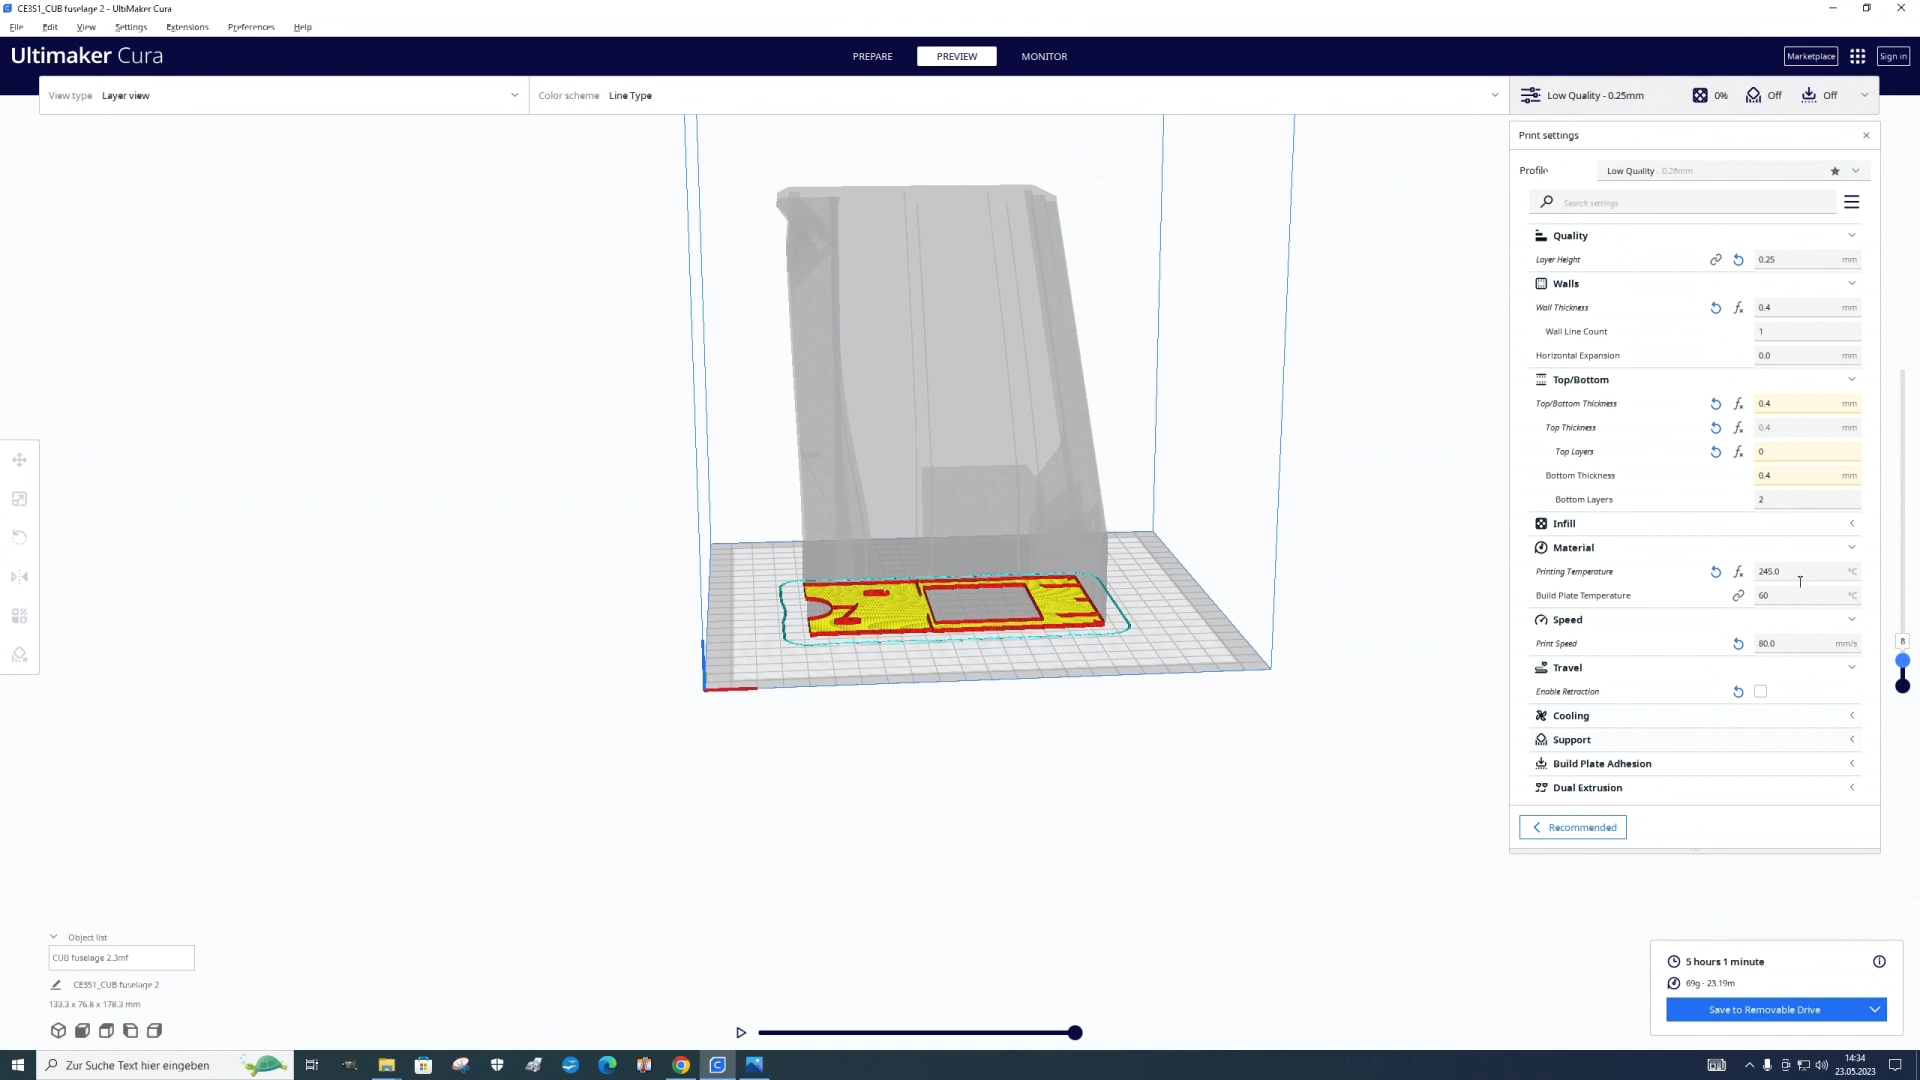 CE3S1_CUB fuselage 2 - UltiMaker Cura
File Edit View Settings Extensions Preferences Help
Ultimaker Cura
PREPARE PREVIEW MONITOR
Marketplace Sign in
View type Layer view
Color scheme Line Type
Low Quality - 0.25mm 0% Off Off
Print settings
Profile Low Quality - 0.28mm
Search settings
Quality
Layer Height 0.25 mm
Walls
Wall Thickness 0.4 mm
Wall Line Count 1
Horizontal Expansion 0.0 mm
Top/Bottom
Top/Bottom Thickness 0.4 mm
Top Thickness 0.4 mm
Top Layers 0
Bottom Thickness 0.4 mm
Bottom Layers 2
Infill
Material
Printing Temperature 245.0 °C
Build Plate Temperature 60 °C
Speed
Print Speed 80.0 mm/s
8
Travel
Enable Retraction
Cooling
Support
Build Plate Adhesion
Dual Extrusion
Recommended
Object list
CUB fuselage 2.3mf
CE3S1_CUB fuselage 2
133.3 x 76.8 x 178.3 mm
5 hours 1 minute
69g · 23.19m
Save to Removable Drive
Zur Suche Text hier eingeben
14:34
23.05.2023